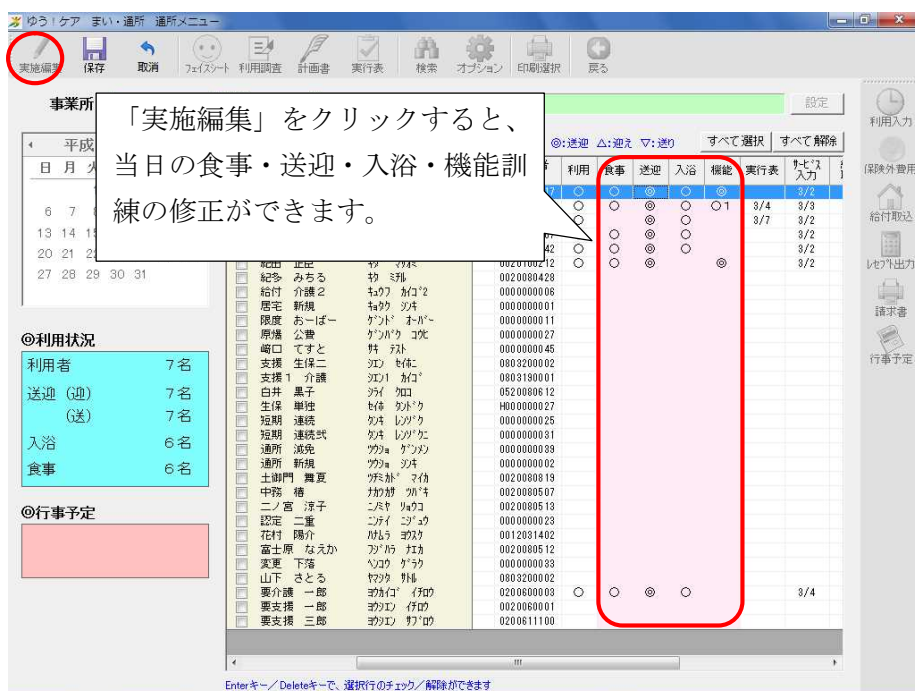 ゆう！ケア まい・通所 通所メニュー
実施編集 保存 取消 ﾌｪｲｽｼｰﾄ 利用調査 計画書 実行表 検索 オプション 印刷選択 戻る
事業所
設定
「実施編集」をクリックすると、
当日の食事・送迎・入浴・機能訓
練の修正ができます。
平成
日 月 火
6 7 8
13 14 15
20 21 22
27 28 29 30 31
◎:送迎 △:迎え ▽:送り すべて選択 すべて解除
利用 食事 送迎 入浴 機能 実行表 ｻｰﾋﾞｽ入力
○ ○ ◎ ○ ◎ 3/2
○ ○ ◎ ○ ○1 3/4 3/3
○ ◎ ○ 3/7 3/2
○ ◎ ○ 3/2
42 ○ ○ ◎ ○ 3/2
0020100212 ○ ○ ◎ ◎ 3/2
紀多 みちる ｷﾀ ﾐﾁﾙ 0020080428
給付 介護2 ｷｭｳﾌ ｶｲｺﾞ2 0000000006
居宅 新規 ｷｮﾀｸ ｼﾝｷ 0000000001
限度 おーばー ｹﾞﾝﾄﾞ ｵｰﾊﾞｰ 0000000011
原爆 公費 ｹﾞﾝﾊﾞｸ ｺｳﾋ 0000000027
崎口 てすと ｻｷ ﾃｽﾄ 0000000045
支援 生保二 ｼｴﾝ ｾｲﾎﾆ 0803200002
支援1 介護 ｼｴﾝ1 ｶｲｺﾞ 0803190001
白井 黒子 ｼﾗｲ ｸﾛｺ 0520080612
生保 単独 ｾｲﾎ ﾀﾝﾄﾞｸ H000000027
短期 連続 ﾀﾝｷ ﾚﾝｿﾞｸ 0000000025
短期 連続弐 ﾀﾝｷ ﾚﾝｿﾞｸﾆ 0000000031
通所 減免 ﾂｳｼｮ ｹﾞﾝﾒﾝ 0000000039
通所 新規 ﾂｳｼｮ ｼﾝｷ 0000000002
土御門 舞夏 ﾂﾁﾐｶﾄﾞ ﾏｲｶ 0020080819
中務 椿 ﾅｶﾂｶｻ ﾂﾊﾞｷ 0020080507
二ノ宮 涼子 ﾆﾉﾐﾔ ﾘｮｳｺ 0020080513
認定 二重 ﾆﾝﾃｲ ﾆｼﾞｭｳ 0000000023
花村 陽介 ﾊﾅﾑﾗ ﾖｳｽｹ 0012031402
富士原 なえか ﾌｼﾞﾊﾗ ﾅｴｶ 0020080512
変更 下落 ﾍﾝｺｳ ｹﾞﾗｸ 0000000033
山下 さとる ﾔﾏｼﾀ ｻﾄﾙ 0803200002
要介護 一郎 ﾖｳｶｲｺﾞ ｲﾁﾛｳ 0200600003 ○ ○ ◎ ○ 3/4
要支援 一郎 ﾖｳｼｴﾝ ｲﾁﾛｳ 0020060001
要支援 三郎 ﾖｳｼｴﾝ ｻﾌﾞﾛｳ 0200611100
◎利用状況
利用者 7名
送迎 (迎) 7名
(送) 7名
入浴 6名
食事 6名
◎行事予定
利用入力
保険外費用
給付取込
ﾚｾﾌﾟﾄ出力
請求書
行事予定
Enterキー／Deleteキーで、選択行のチェック／解除ができます